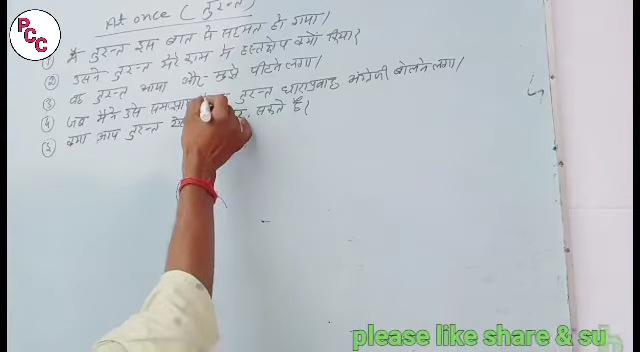 PCC
At once (तुरन्त)
① मैं तुरन्त इस बात से सहमत हो गया।
② उसने तुरन्त मेरे काम में हस्तक्षेप क्यों किया?
③ वह तुरन्त आया और मुझे पीटने लगा।
④ जब मैंने उसे समझाया तुरन्त धाराप्रवाह अंग्रेजी बोलने लगा।
⑤ क्या आप तुरन्त सकते हैं।
please like share & su